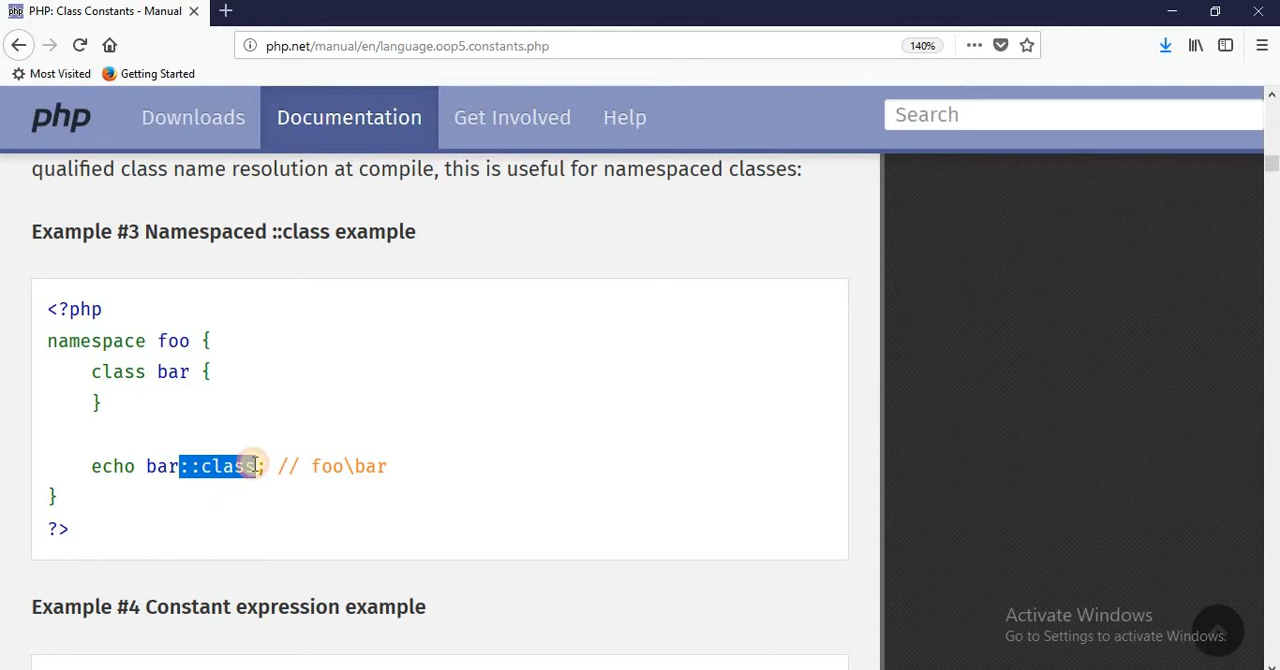 PHP: Class Constants - Manual
php.net/manual/en/language.oop5.constants.php
140%
Most Visited
Getting Started
php
Downloads
Documentation
Get Involved
Help
Search
qualified class name resolution at compile, this is useful for namespaced classes:
Example #3 Namespaced ::class example
<?php
namespace foo {
class bar {
}
echo bar::class; // foo\bar
}
?>
Example #4 Constant expression example
Activate Windows
Go to Settings to activate Windows.